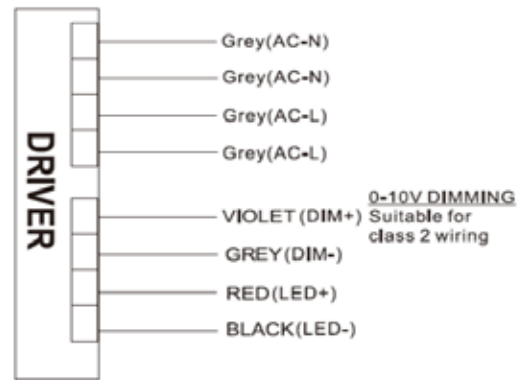 DRIVER
Grey(AC-N)
Grey(AC-N)
Grey(AC-L)
Grey(AC-L)
VIOLET(DIM+)
GREY(DIM-)
RED(LED+)
BLACK(LED-)
0-10V DIMMING
Suitable for
class 2 wiring